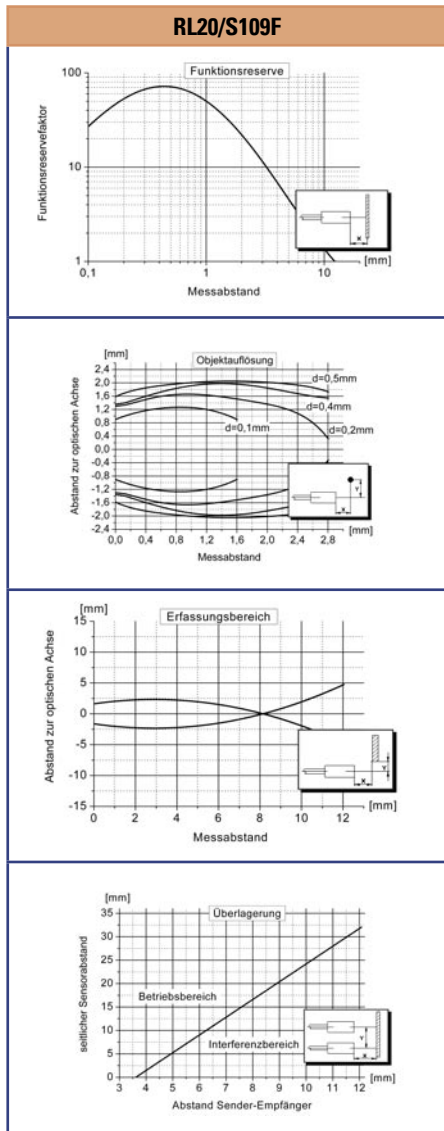 RL20/S109F
Funktionsreserve
Funktionsreservefaktor
100
10
1
0,1
1
10
[mm]
x
Messabstand
[mm]
Objektauflösung
Abstand zur optischen Achse
2,4
2,0
1,6
1,2
0,8
0,4
0,0
-0,4
-0,8
-1,2
-1,6
-2,0
-2,4
d=0,5mm
d=0,4mm
d=0,1mm
d=0,2mm
Y
X
0,0 0,4 0,8 1,2 1,6 2,0 2,4 2,8 [mm]
Messabstand
[mm]
Erfassungsbereich
Abstand zur optischen Achse
15
10
5
0
-5
-10
-15
Y
X
0 2 4 6 8 10 12 [mm]
Messabstand
[mm]
Überlagerung
seitlicher Sensorabstand
35
30
25
20
15
10
5
0
Betriebsbereich
Interferenzbereich
Y
X
3 4 5 6 7 8 9 10 11 12 [mm]
Abstand Sender-Empfänger